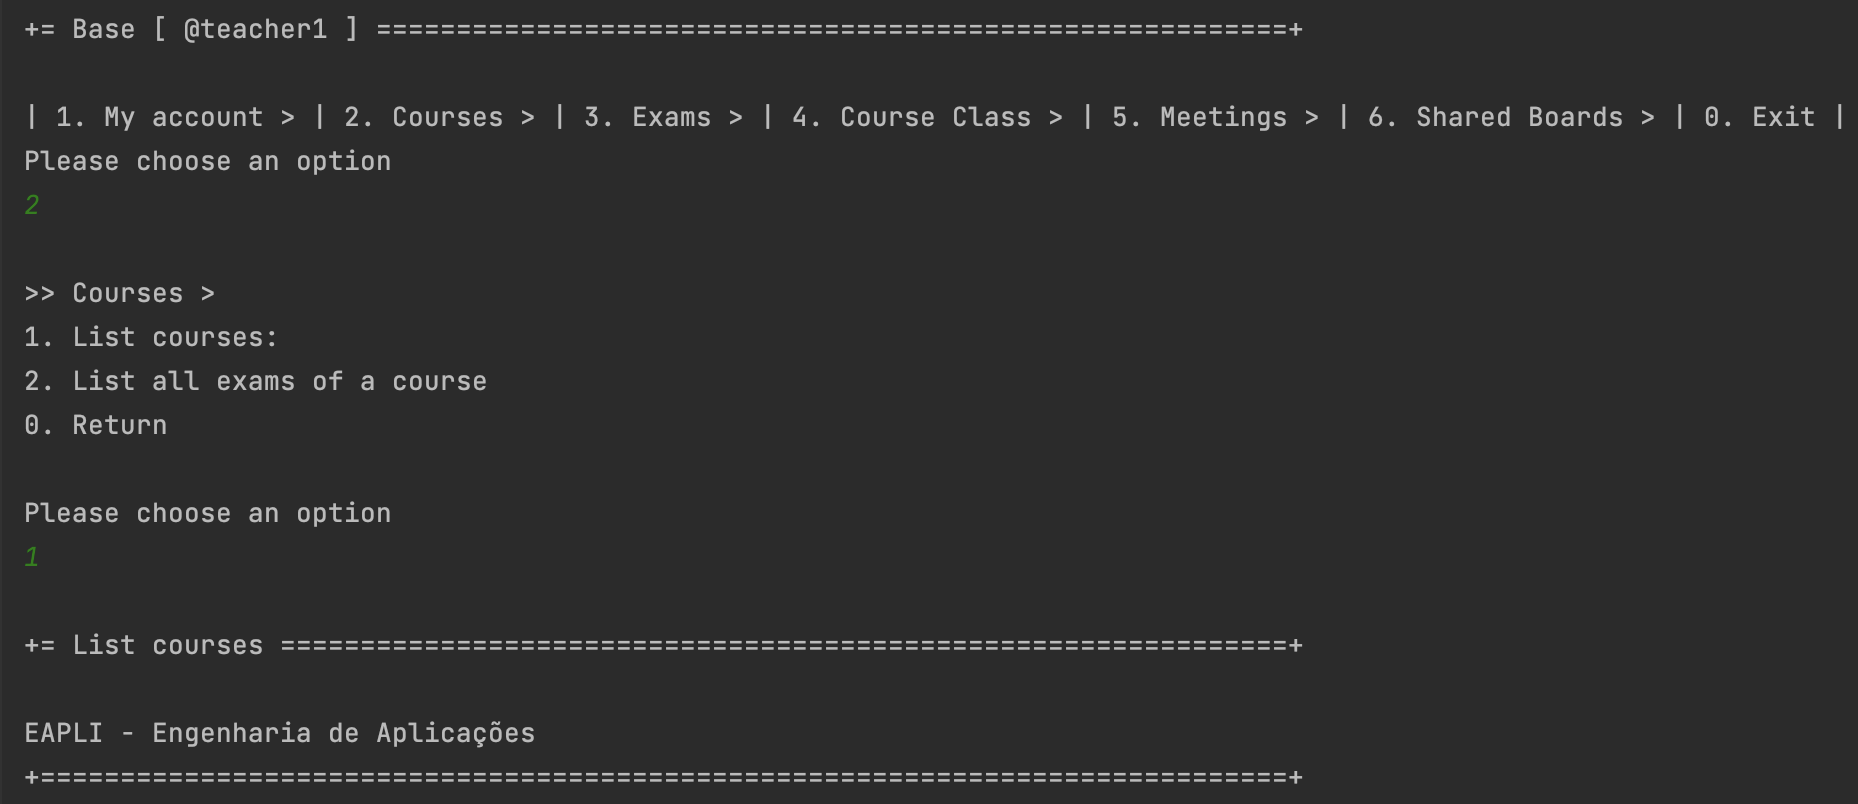 += Base [ @teacher1 ] =========================================================+
| 1. My account > | 2. Courses > | 3. Exams > | 4. Course Class > | 5. Meetings > | 6. Shared Boards > | 0. Exit |
Please choose an option
2
>> Courses >
1. List courses:
2. List all exams of a course
0. Return
Please choose an option
1
+= List courses ===============================================================+
EAPLI - Engenharia de Aplicações
+==============================================================================+